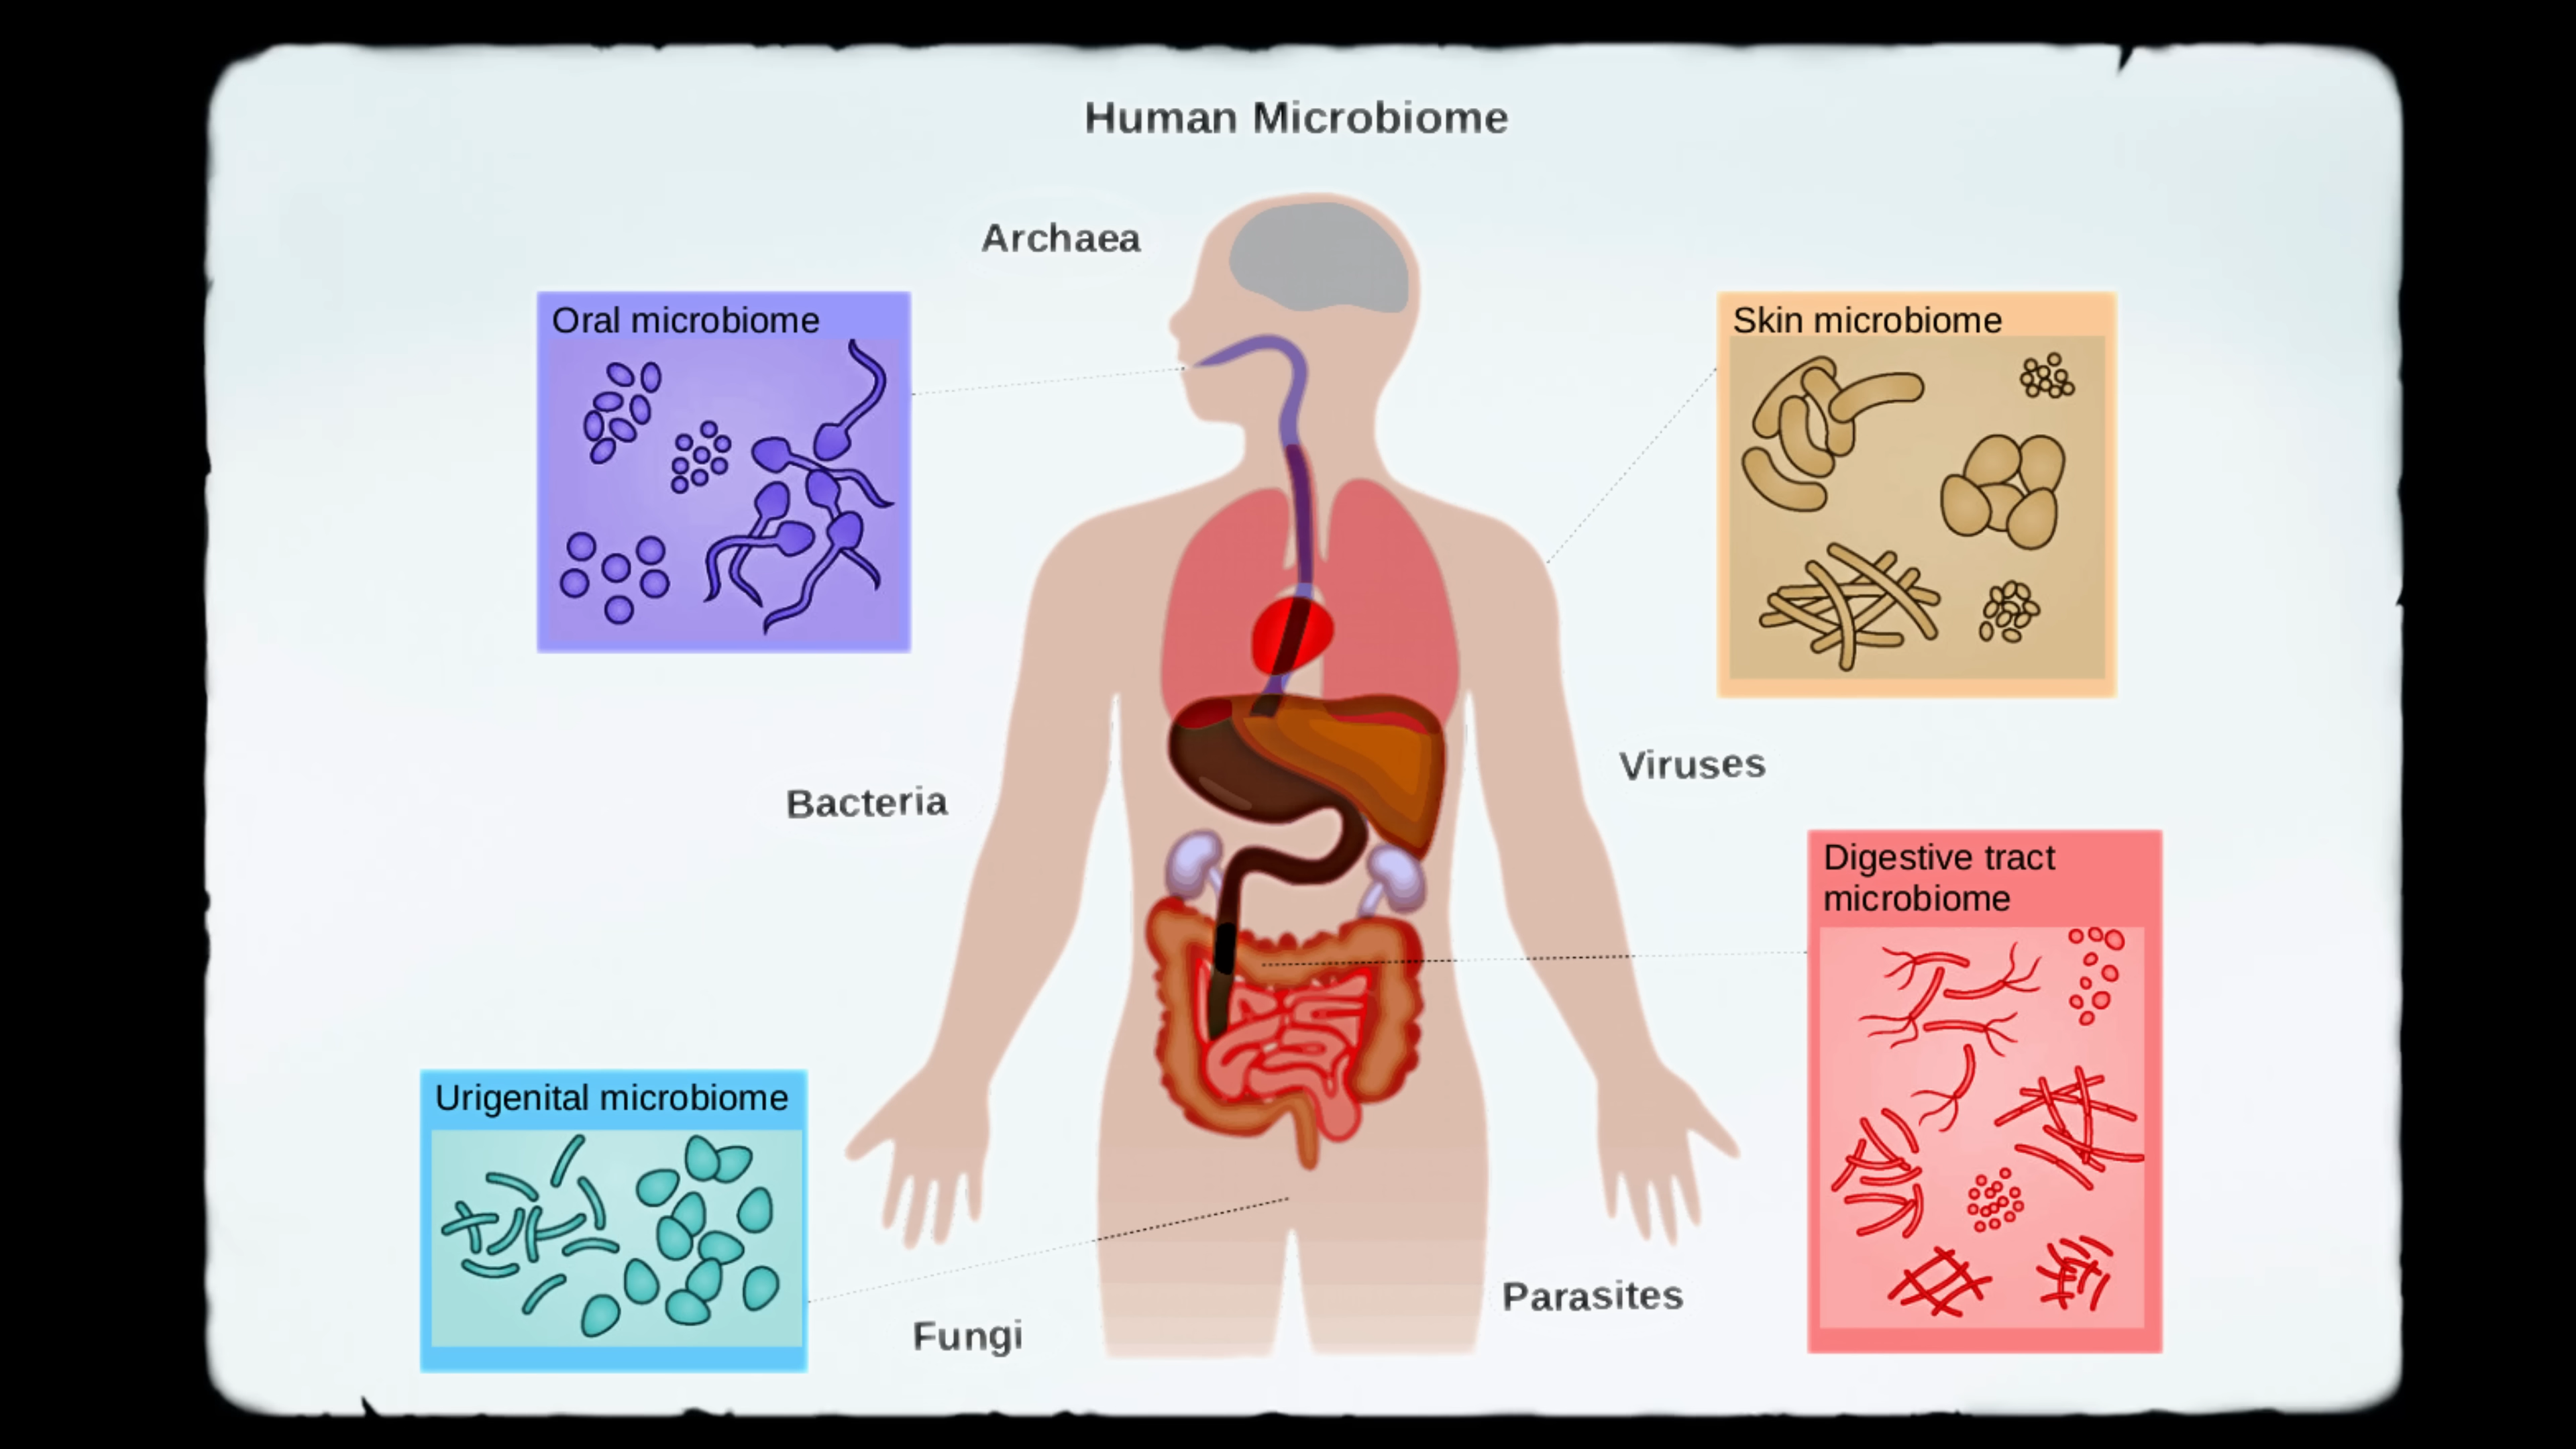 Human Microbiome
Archaea
Oral microbiome
Skin microbiome
Bacteria
Viruses
Digestive tract
microbiome
Urigenital microbiome
Parasites
Fungi